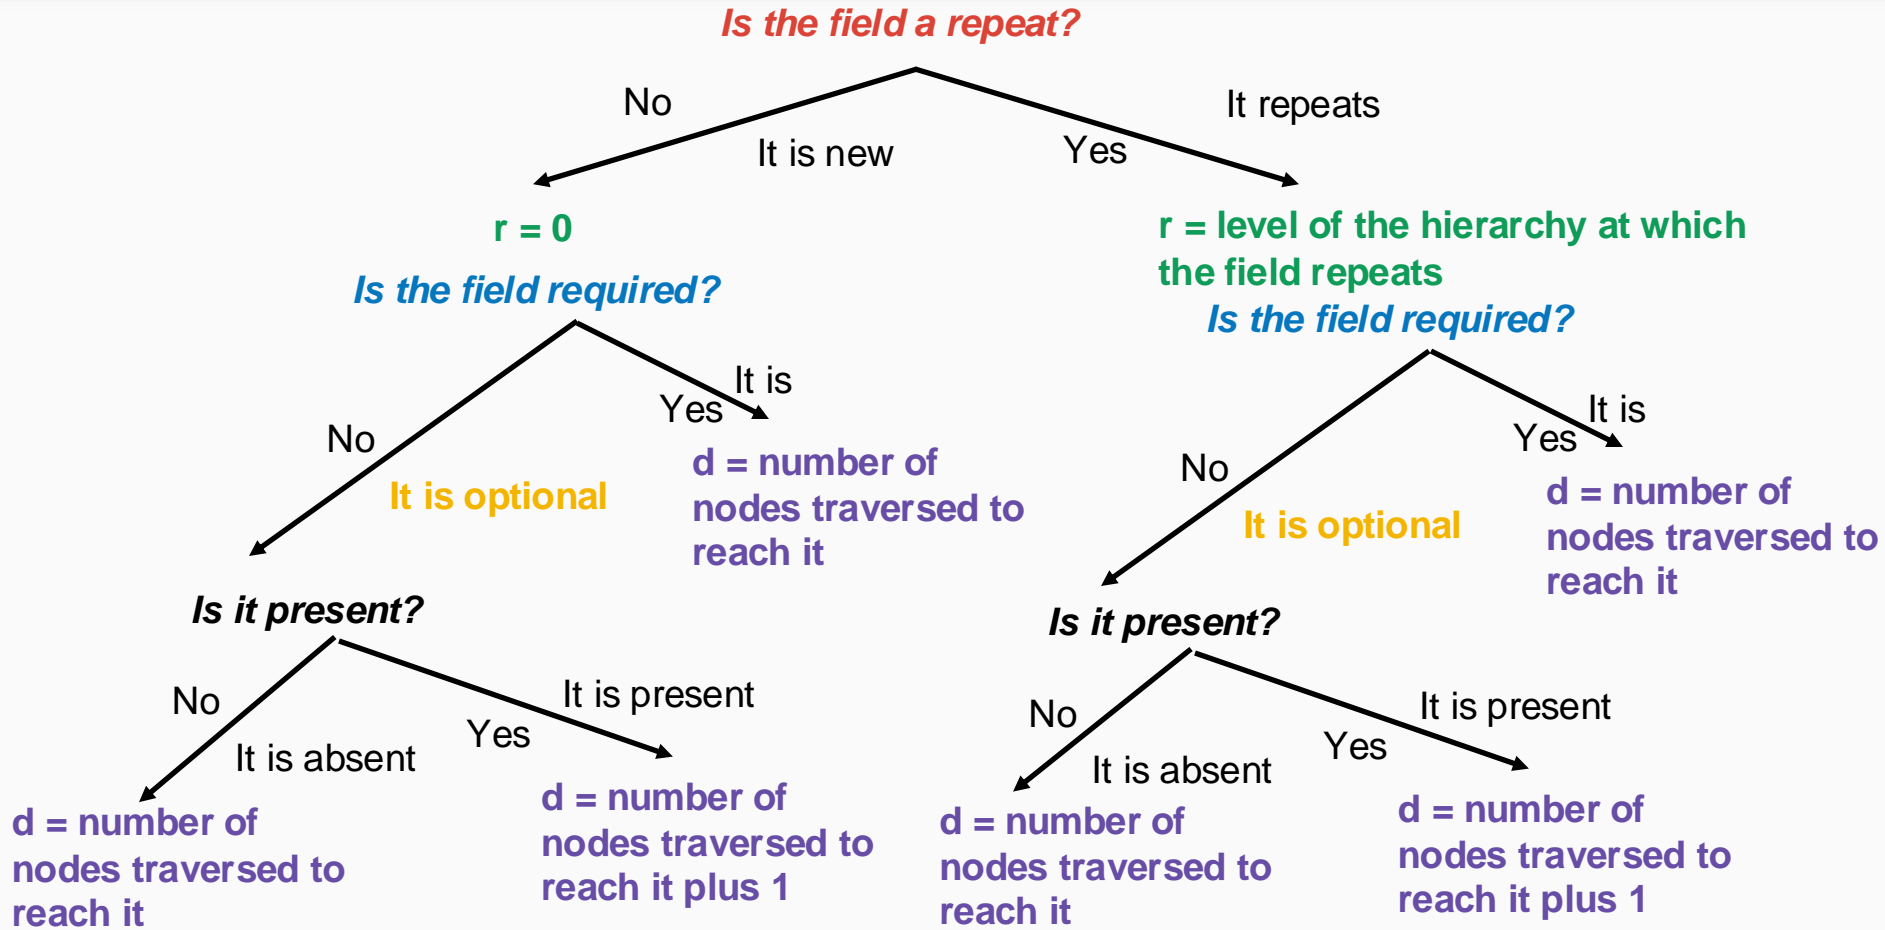 Is the field a repeat?
No
It repeats
It is new
Yes
r = 0
r = level of the hierarchy at which
the field repeats
Is the field required?
Is the field required?
It is
Yes
No
It is optional
d = number of
nodes traversed to
reach it
It is
Yes
No
It is optional
d = number of
nodes traversed to
reach it
Is it present?
No
It is present
Yes
It is absent
d = number of
nodes traversed to
reach it
d = number of
nodes traversed to
reach it plus 1
Is it present?
No
It is present
Yes
It is absent
d = number of
nodes traversed to
reach it
d = number of
nodes traversed to
reach it plus 1